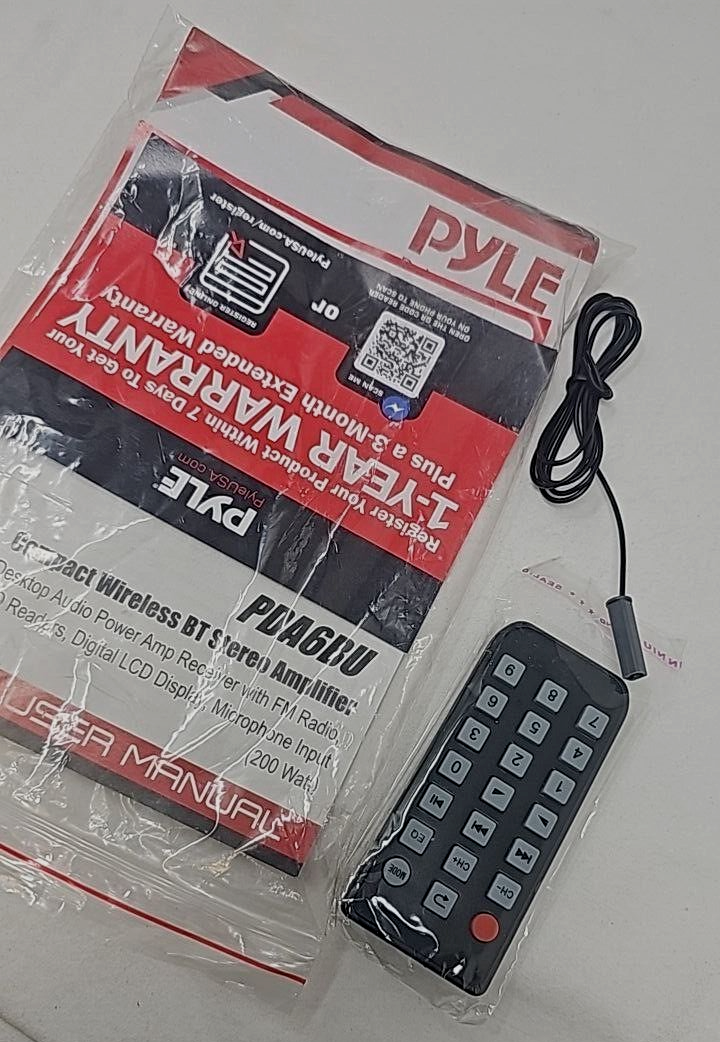 PYLE
Register Your Product Within 7 Days To Get Your
1-YEAR WARRANTY
Plus a 3-Month Extended Warranty
SCAN ME
OPEN THE QR CODE READER
ON YOUR PHONE TO SCAN
or
REGISTER ONLINE
PyleUSA.com/register
PYLE
PyleUSA.com
PDA6BU
Compact Wireless BT Stereo Amplifier
Desktop Audio Power Amp Receiver with FM Radio,
Readers, Digital LCD Display, Microphone Input
(200 Watt)
USER MANUAL
CH-
MODE
CH+
EQ
0
1
2
3
4
5
6
7
8
9